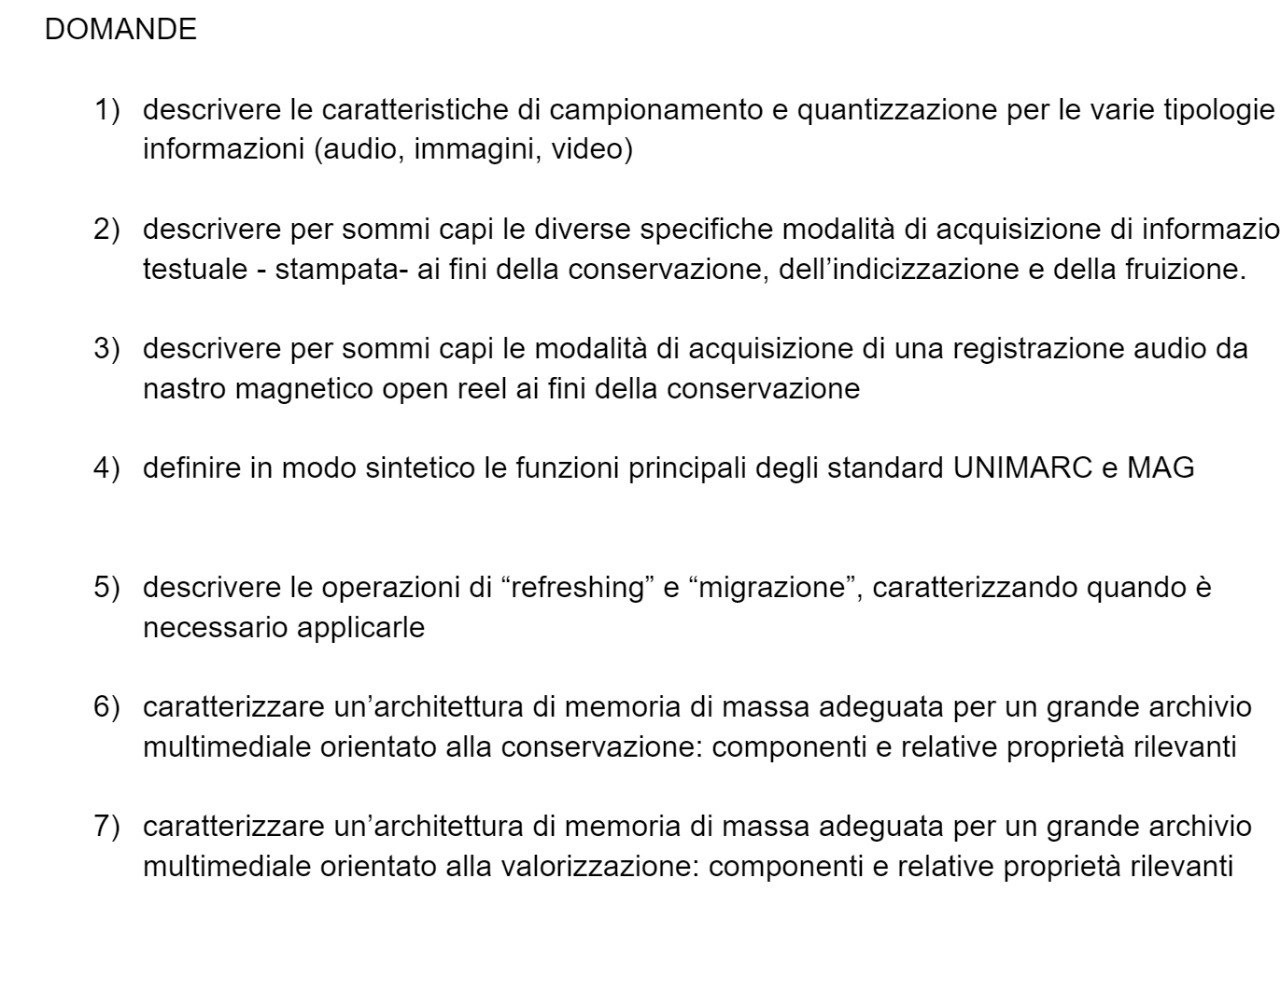 DOMANDE
1) descrivere le caratteristiche di campionamento e quantizzazione per le varie tipologie
informazioni (audio, immagini, video)
2) descrivere per sommi capi le diverse specifiche modalità di acquisizione di informazio
testuale - stampata- ai fini della conservazione, dell’indicizzazione e della fruizione.
3) descrivere per sommi capi le modalità di acquisizione di una registrazione audio da
nastro magnetico open reel ai fini della conservazione
4) definire in modo sintetico le funzioni principali degli standard UNIMARC e MAG
5) descrivere le operazioni di “refreshing” e “migrazione”, caratterizzando quando è
necessario applicarle
6) caratterizzare un’architettura di memoria di massa adeguata per un grande archivio
multimediale orientato alla conservazione: componenti e relative proprietà rilevanti
7) caratterizzare un’architettura di memoria di massa adeguata per un grande archivio
multimediale orientato alla valorizzazione: componenti e relative proprietà rilevanti